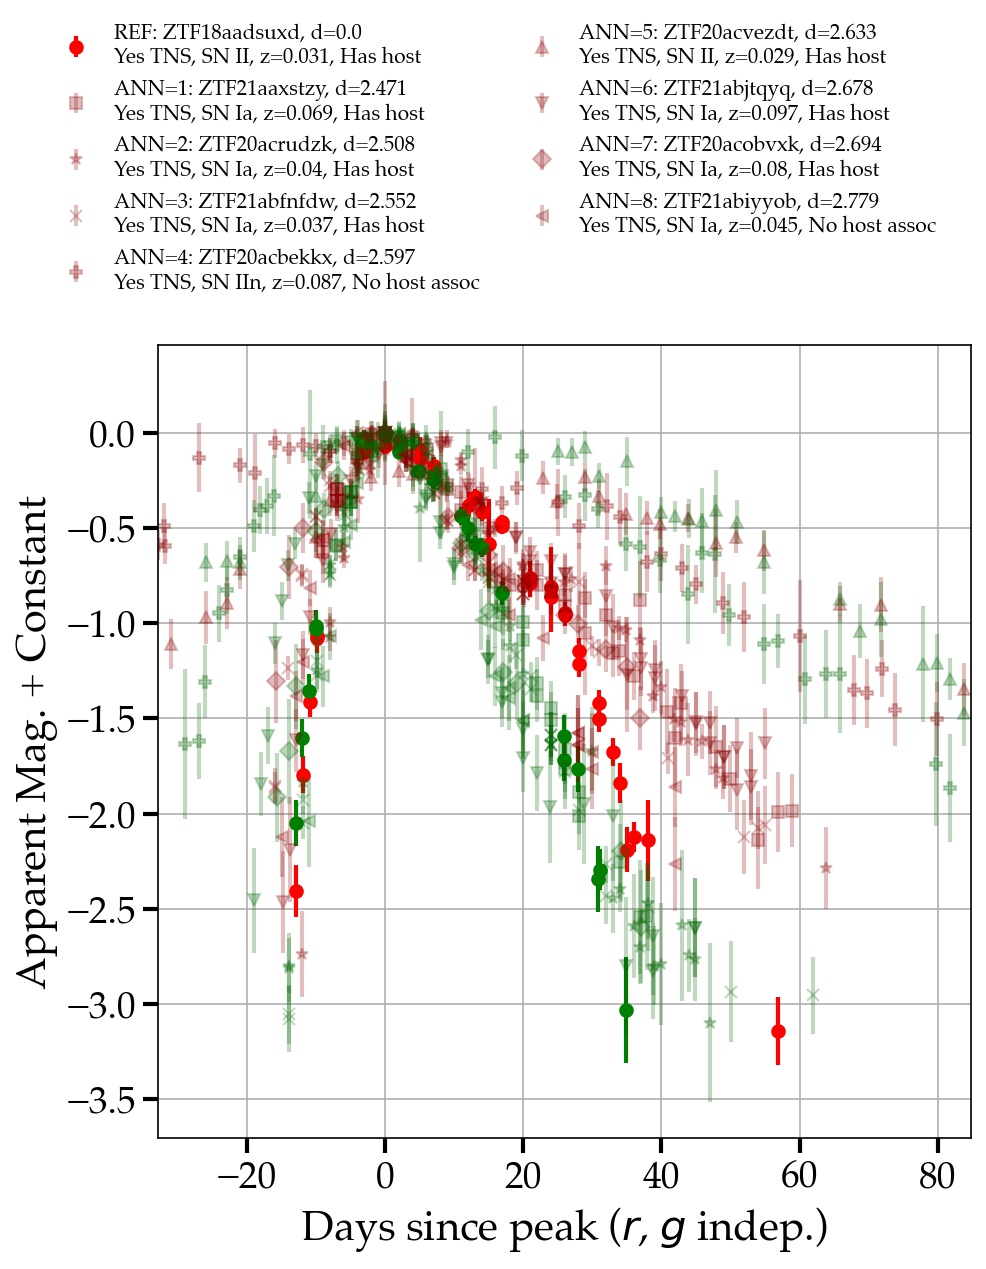 REF: ZTF18aadsuxd, d=0.0
Yes TNS, SN II, z=0.031, Has host
ANN=1: ZTF21aaxstzy, d=2.471
Yes TNS, SN Ia, z=0.069, Has host
ANN=2: ZTF20acrudzk, d=2.508
Yes TNS, SN Ia, z=0.04, Has host
ANN=3: ZTF21abfnfdw, d=2.552
Yes TNS, SN Ia, z=0.037, Has host
ANN=4: ZTF20acbekkx, d=2.597
Yes TNS, SN IIn, z=0.087, No host assoc
ANN=5: ZTF20acvezdt, d=2.633
Yes TNS, SN II, z=0.029, Has host
ANN=6: ZTF21abjtqyq, d=2.678
Yes TNS, SN Ia, z=0.097, Has host
ANN=7: ZTF20acobvxk, d=2.694
Yes TNS, SN Ia, z=0.08, Has host
ANN=8: ZTF21abiyyob, d=2.779
Yes TNS, SN Ia, z=0.045, No host assoc
Apparent Mag. + Constant
0.0
−0.5
−1.0
−1.5
−2.0
−2.5
−3.0
−3.5
−20
0
20
40
60
80
Days since peak (r, g indep.)